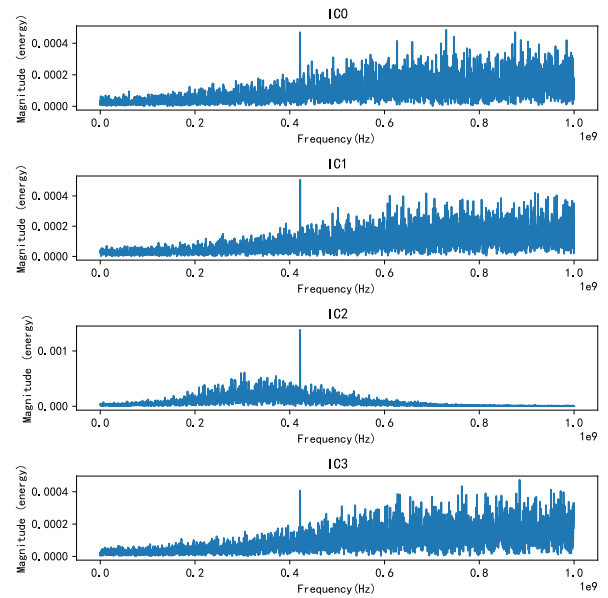 IC0
Magnitude (energy)
0.0004
0.0002
0.0000
0.0 0.2 0.4 0.6 0.8 1.0
Frequency(Hz)
1e9
IC1
Magnitude (energy)
0.0004
0.0002
0.0000
0.0 0.2 0.4 0.6 0.8 1.0
Frequency(Hz)
1e9
IC2
Magnitude (energy)
0.001
0.000
0.0 0.2 0.4 0.6 0.8 1.0
Frequency(Hz)
1e9
IC3
Magnitude (energy)
0.0004
0.0002
0.0000
0.0 0.2 0.4 0.6 0.8 1.0
Frequency(Hz)
1e9